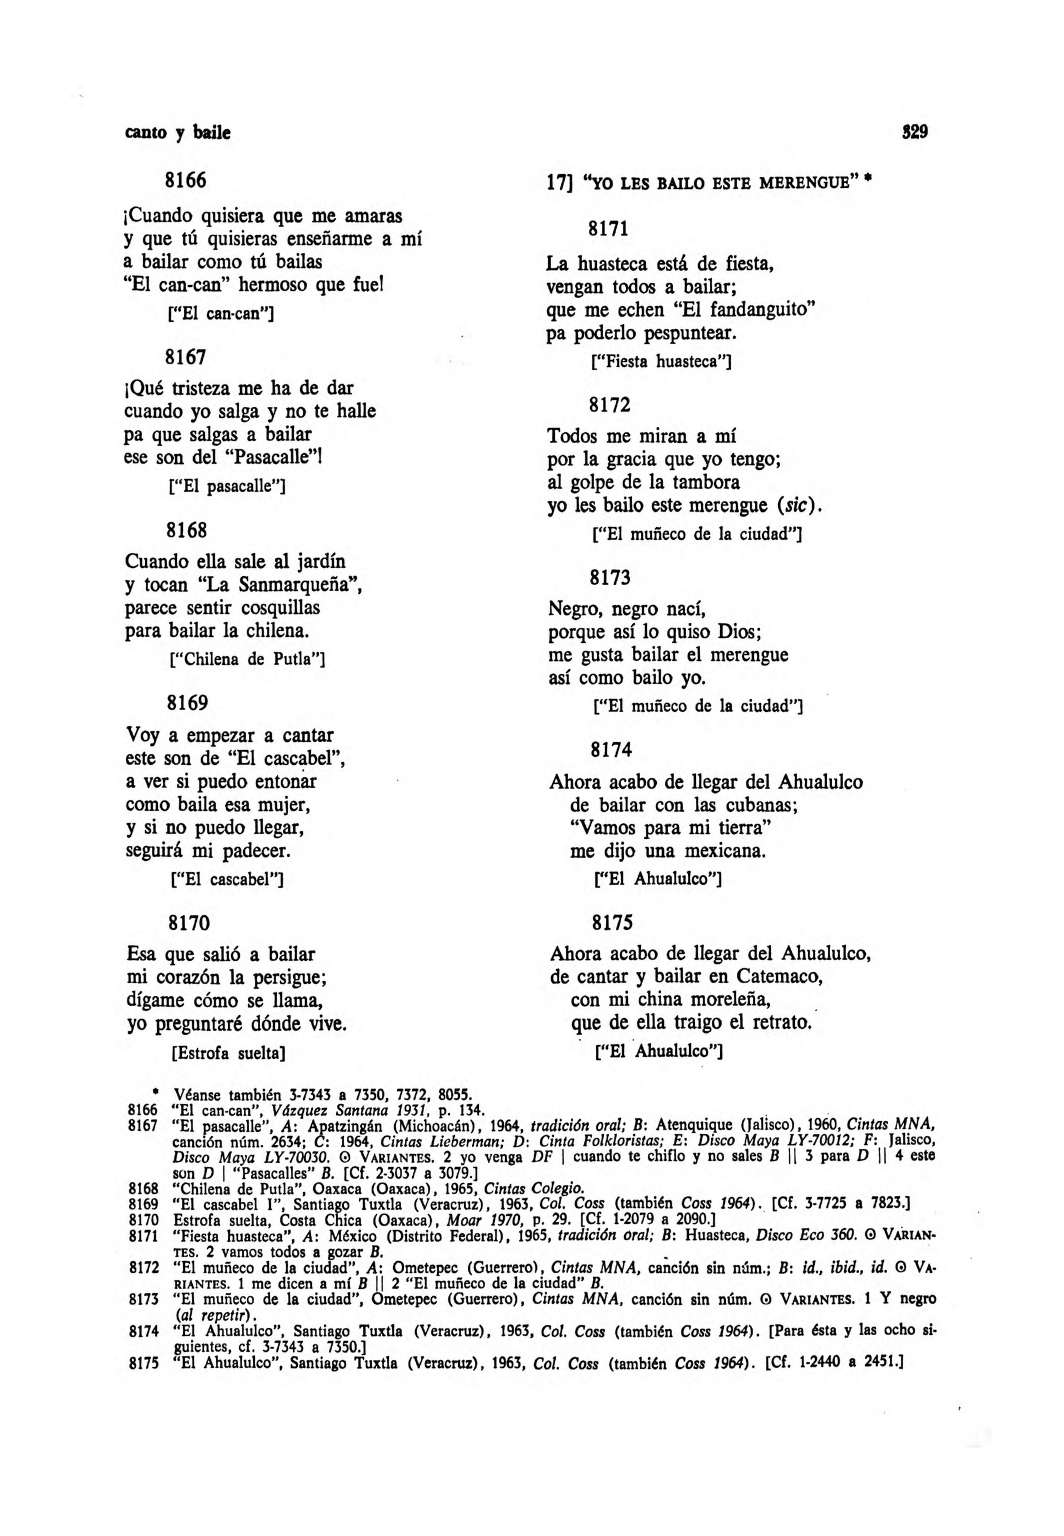 canto y baile 329
8166
¡Cuando quisiera que me amaras
y que tú quisieras enseñarme a mí
a bailar como tú bailas
“El can-can” hermoso que fue!
[“El can-can”]
8167
¡Qué tristeza me ha de dar
cuando yo salga y no te halle
pa que salgas a bailar
ese son del “Pasacalle”!
[“El pasacalle”]
8168
Cuando ella sale al jardín
y tocan “La Sanmarqueña”,
parece sentir cosquillas
para bailar la chilena.
[“Chilena de Putla”]
8169
Voy a empezar a cantar
este son de “El cascabel”,
a ver si puedo entonar
como baila esa mujer,
y si no puedo llegar,
seguirá mi padecer.
[“El cascabel”]
8170
Esa que salió a bailar
mi corazón la persigue;
dígame cómo se llama,
yo preguntaré dónde vive.
[Estrofa suelta]
17] “YO LES BAILO ESTE MERENGUE” *
8171
La huasteca está de fiesta,
vengan todos a bailar;
que me echen “El fandanguito”
pa poderlo pespuntear.
[“Fiesta huasteca”]
8172
Todos me miran a mí
por la gracia que yo tengo;
al golpe de la tambora
yo les bailo este merengue (sic).
[“El muñeco de la ciudad”]
8173
Negro, negro nací,
porque así lo quiso Dios;
me gusta bailar el merengue
así como bailo yo.
[“El muñeco de la ciudad”]
8174
Ahora acabo de llegar del Ahualulco
de bailar con las cubanas;
“Vamos para mi tierra”
me dijo una mexicana.
[“El Ahualulco”]
8175
Ahora acabo de llegar del Ahualulco,
de cantar y bailar en Catemaco,
con mi china moreleña,
que de ella traigo el retrato.
[“El Ahualulco”]
* Véanse también 3-7343 a 7350, 7372, 8055.
8166 “El can-can”, Vázquez Santana 1931, p. 134.
8167 “El pasacalle”, A: Apatzingán (Michoacán), 1964, tradición oral; B: Atenquique (Jalisco), 1960, Cintas MNA,
canción núm. 2634; C: 1964, Cintas Lieberman; D: Cinta Folkloristas; E: Disco Maya LY-70012; F: Jalisco,
Disco Maya LY-70030. ⊙ VARIANTES. 2 yo venga DF | cuando te chiflo y no sales B || 3 para D || 4 este
son D | “Pasacalles” B. [Cf. 2-3037 a 3079.]
8168 “Chilena de Putla”, Oaxaca (Oaxaca), 1965, Cintas Colegio.
8169 “El cascabel I”, Santiago Tuxtla (Veracruz), 1963, Col. Coss (también Coss 1964). [Cf. 3-7725 a 7823.]
8170 Estrofa suelta, Costa Chica (Oaxaca), Moar 1970, p. 29. [Cf. 1-2079 a 2090.]
8171 “Fiesta huasteca”, A: México (Distrito Federal), 1965, tradición oral; B: Huasteca, Disco Eco 360. ⊙ VARIAN-
TES. 2 vamos todos a gozar B.
8172 “El muñeco de la ciudad”, A: Ometepec (Guerrero), Cintas MNA, canción sin núm.; B: id., ibid., id. ⊙ VA-
RIANTES. 1 me dicen a mí B || 2 “El muñeco de la ciudad” B.
8173 “El muñeco de la ciudad”, Ometepec (Guerrero), Cintas MNA, canción sin núm. ⊙ VARIANTES. 1 Y negro
(al repetir).
8174 “El Ahualulco”, Santiago Tuxtla (Veracruz), 1963, Col. Coss (también Coss 1964). [Para ésta y las ocho si-
guientes, cf. 3-7343 a 7350.]
8175 “El Ahualulco”, Santiago Tuxtla (Veracruz), 1963, Col. Coss (también Coss 1964). [Cf. 1-2440 a 2451.]